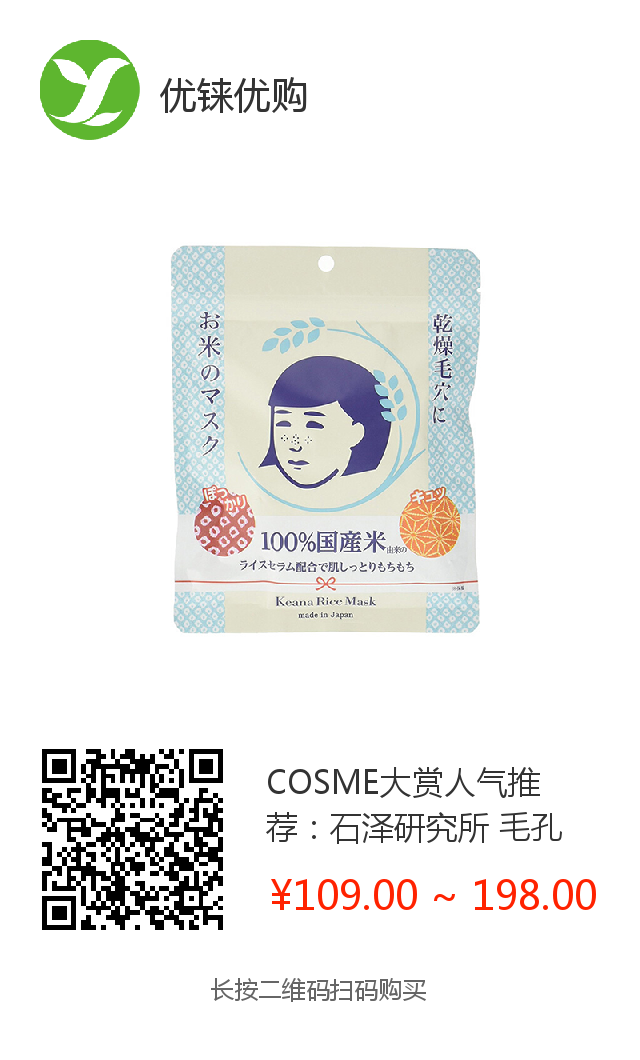 优铼优购
お米のマスク
乾燥毛穴に
ぽっかり
キュッ
100%国産米由来の
ライスセラム配合で肌しっとりもちもち
Keana Rice Mask
made in Japan
COSME大赏人气推
荐：石泽研究所 毛孔
¥109.00 ~ 198.00
长按二维码扫码购买